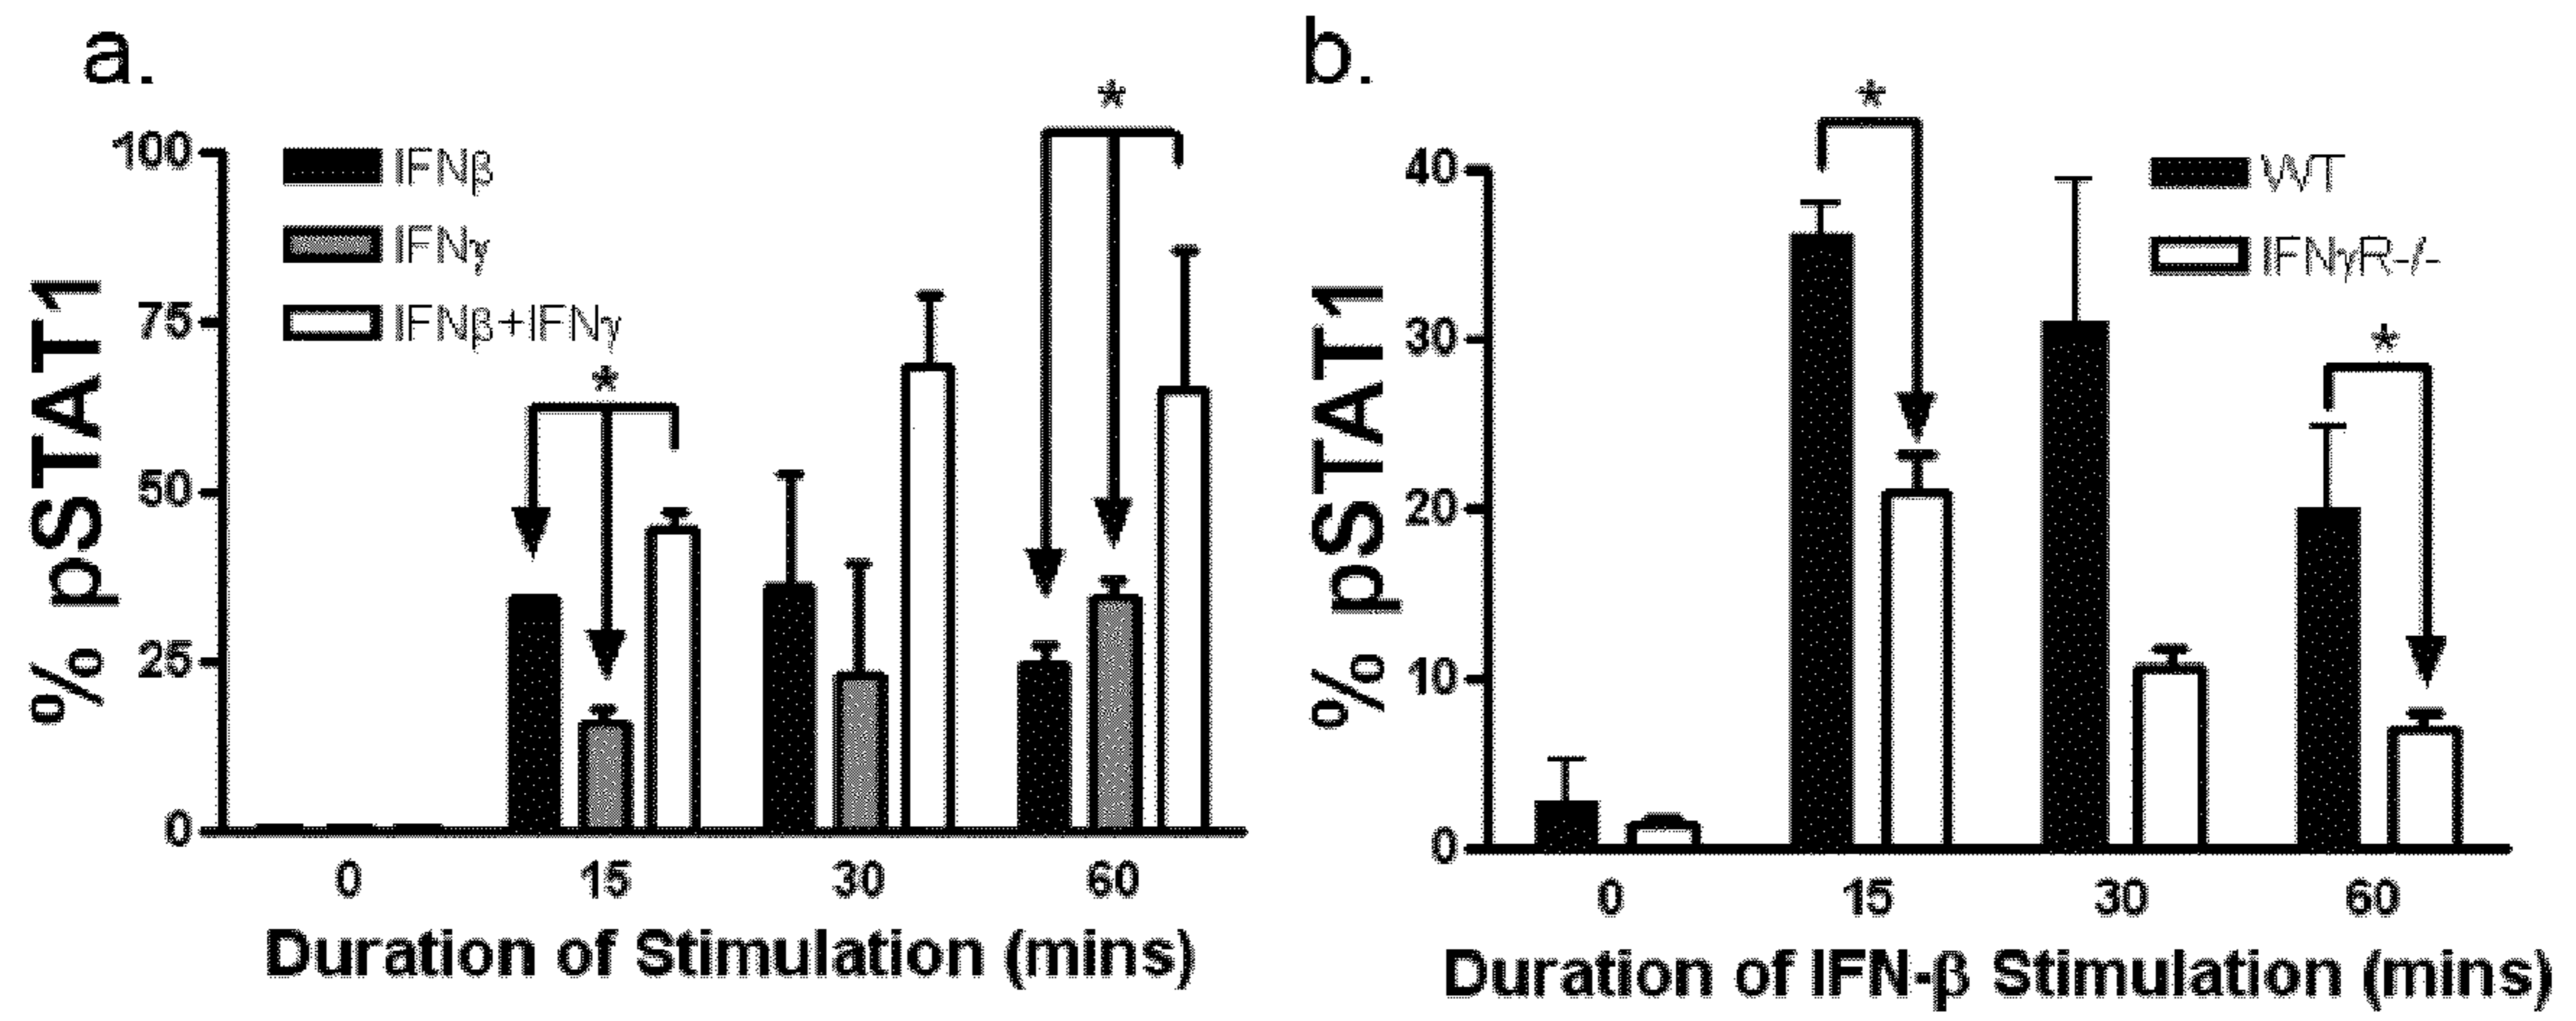 a.
% pSTAT1
100
75
50
25
0
IFNβ
IFNγ
IFNβ+IFNγ
*
*
0 15 30 60
Duration of Stimulation (mins)
b.
% pSTAT1
40
30
20
10
0
WT
IFNγR-/-
*
*
0 15 30 60
Duration of IFN-β Stimulation (mins)